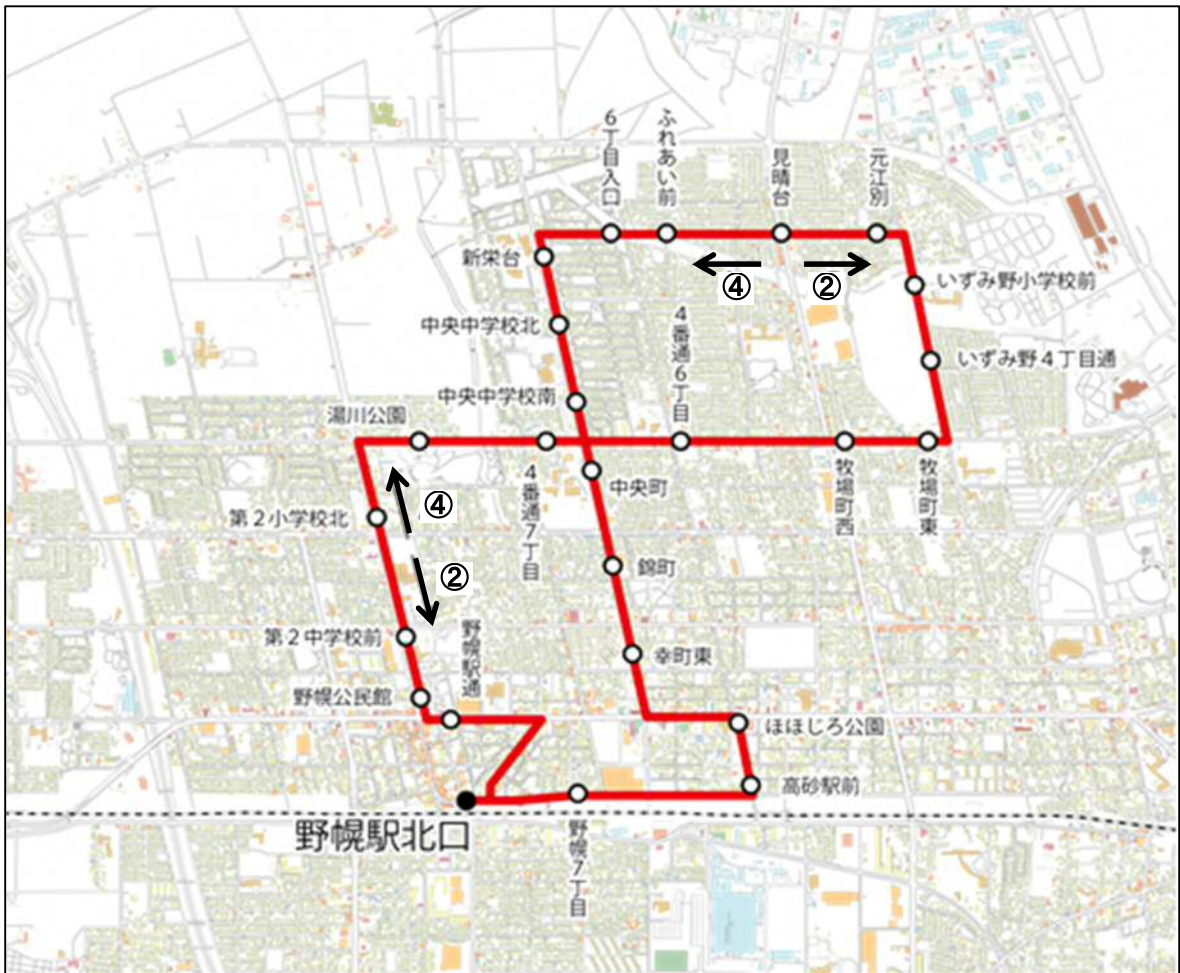 6丁目入口
ふれあい前
見晴台
元江別
新栄台
④
②
いずみ野小学校前
中央中学校北
4番通6丁目
いずみ野4丁目通
中央中学校南
湯川公園
4番通7丁目
中央町
牧場町西
牧場町東
④
第2小学校北
②
錦町
第2中学校前
野幌駅通
幸町東
野幌公民館
ほほじろ公園
高砂駅前
野幌駅北口
野幌7丁目